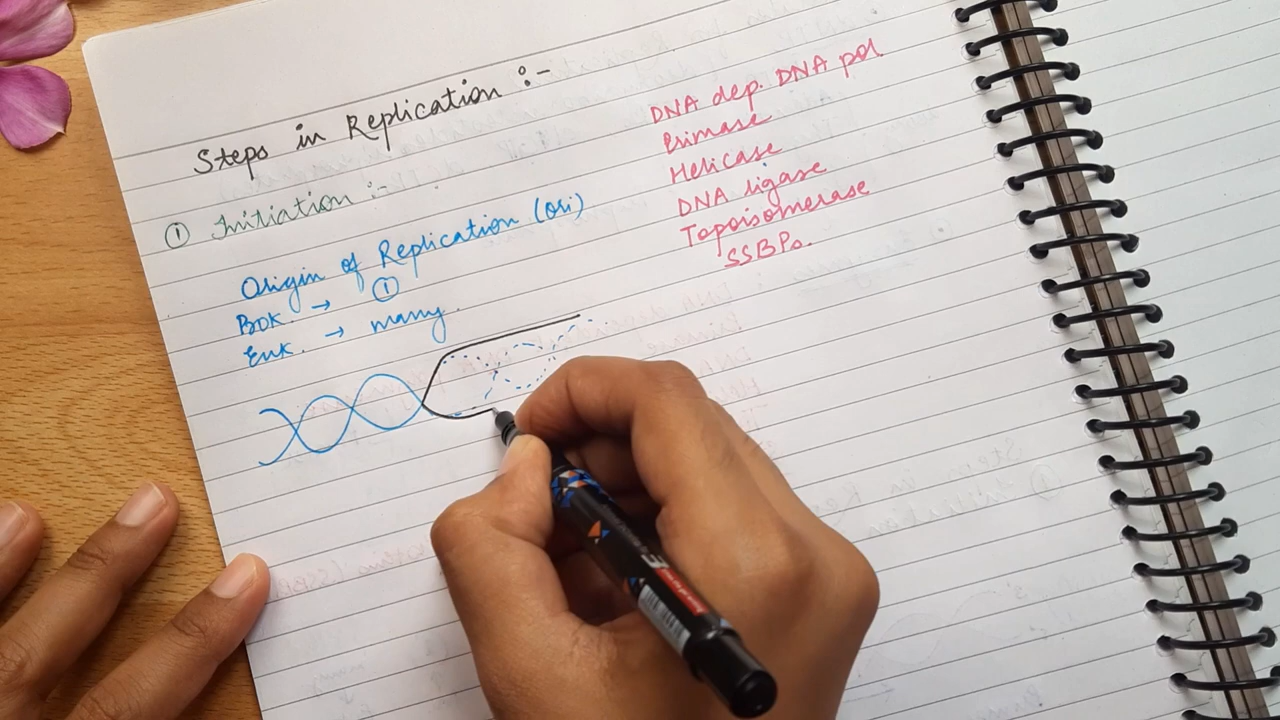 Steps in Replication :-
① Initiation :-
Origin of Replication (Ori)
Prok. → ①
Euk. → many.
DNA dep. DNA pol
Primase
Helicase
DNA ligase
Topoisomerase
SSBPs.